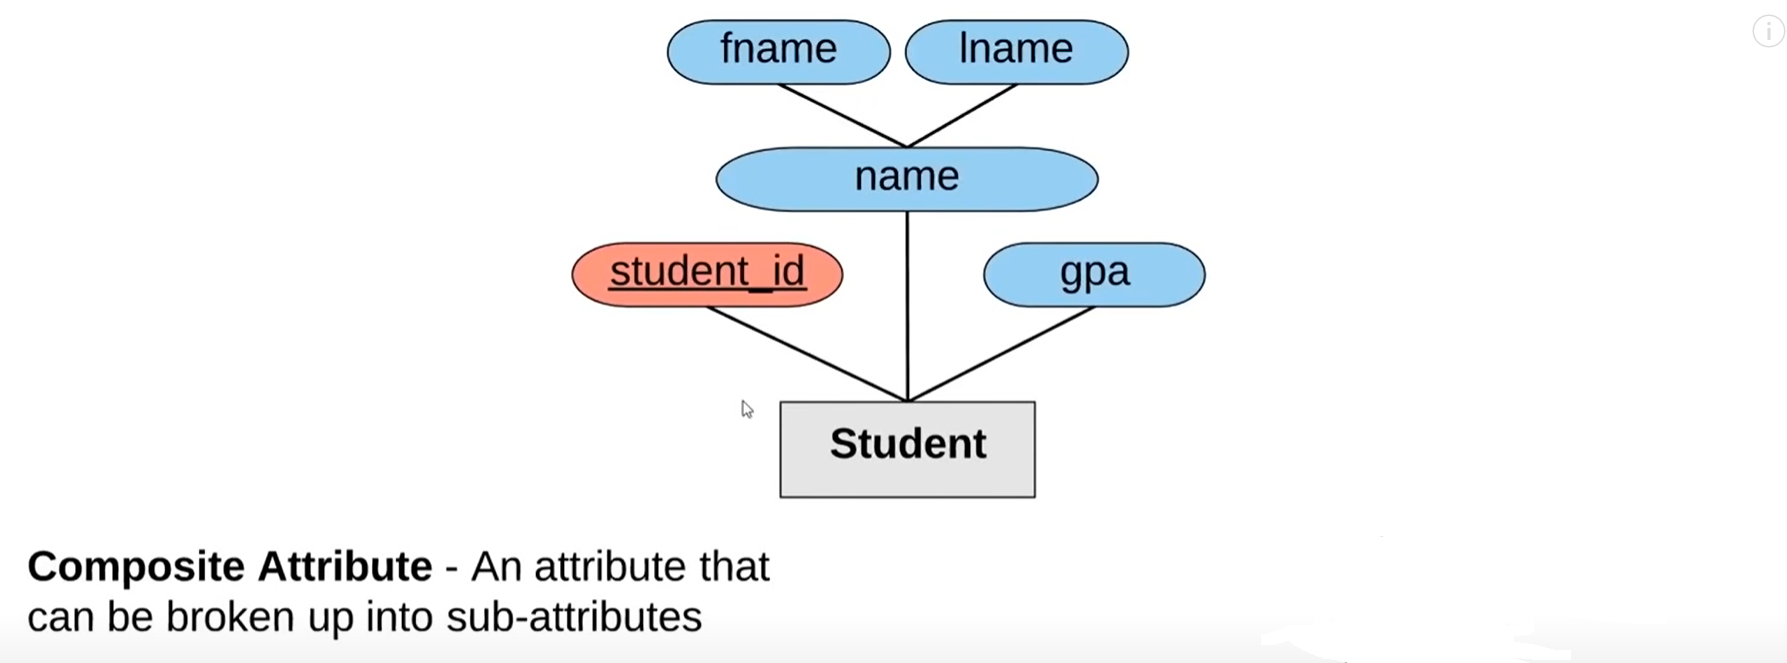 fname
lname
name
student_id
gpa
Student
Composite Attribute - An attribute that
can be broken up into sub-attributes